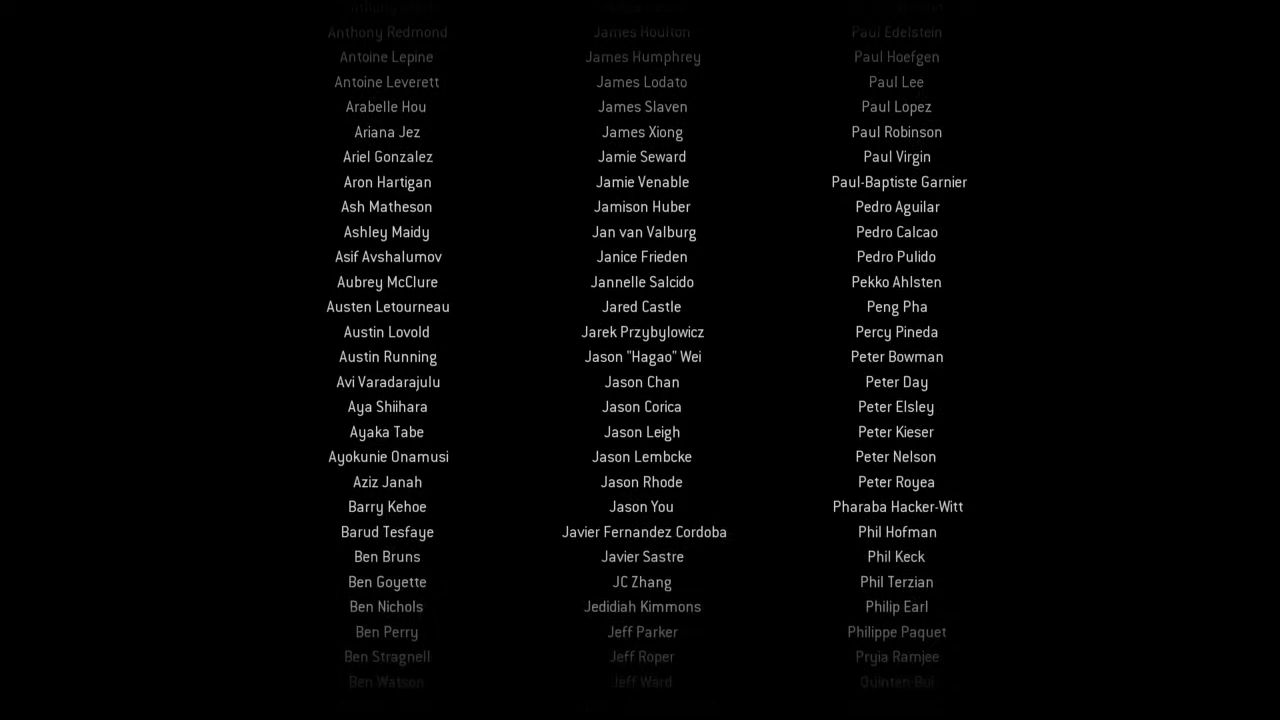 Anthony Redmond
Antoine Lepine
Antoine Leverett
Arabelle Hou
Ariana Jez
Ariel Gonzalez
Aron Hartigan
Ash Matheson
Ashley Maidy
Asif Avshalumov
Aubrey McClure
Austen Letourneau
Austin Lovold
Austin Running
Avi Varadarajulu
Aya Shiihara
Ayaka Tabe
Ayokunie Onamusi
Aziz Janah
Barry Kehoe
Barud Tesfaye
Ben Bruns
Ben Goyette
Ben Nichols
Ben Perry
Ben Stragnell
Ben Watson
James Houlton
James Humphrey
James Lodato
James Slaven
James Xiong
Jamie Seward
Jamie Venable
Jamison Huber
Jan van Valburg
Janice Frieden
Jannelle Salcido
Jared Castle
Jarek Przybylowicz
Jason "Hagao" Wei
Jason Chan
Jason Corica
Jason Leigh
Jason Lembcke
Jason Rhode
Jason You
Javier Fernandez Cordoba
Javier Sastre
JC Zhang
Jedidiah Kimmons
Jeff Parker
Jeff Roper
Jeff Ward
Paul Edelstein
Paul Hoefgen
Paul Lee
Paul Lopez
Paul Robinson
Paul Virgin
Paul-Baptiste Garnier
Pedro Aguilar
Pedro Calcao
Pedro Pulido
Pekko Ahlsten
Peng Pha
Percy Pineda
Peter Bowman
Peter Day
Peter Elsley
Peter Kieser
Peter Nelson
Peter Royea
Pharaba Hacker-Witt
Phil Hofman
Phil Keck
Phil Terzian
Philip Earl
Philippe Paquet
Pryia Ramjee
Quinten Bui